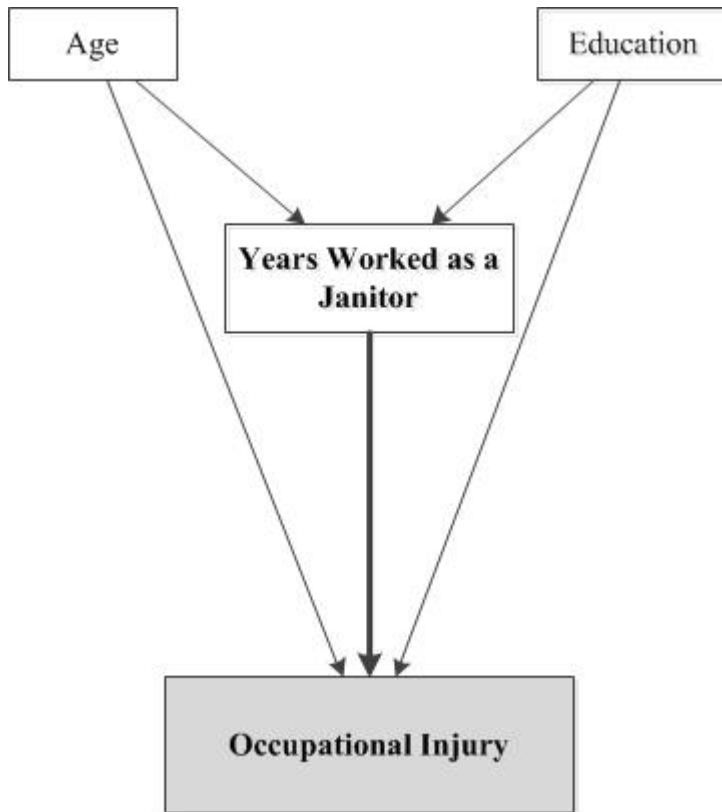 Age
Education
Years Worked as a
Janitor
Occupational Injury